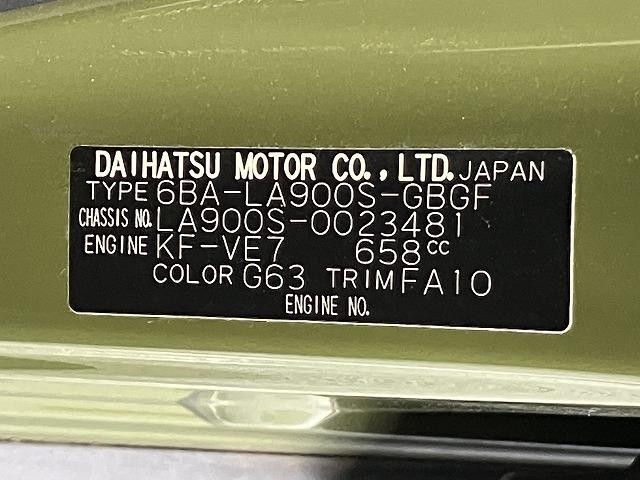 DAIHATSU MOTOR CO., LTD. JAPAN
TYPE 6BA-LA900S-GBGF
CHASSIS NO. LA900S-0023481
ENGINE KF-VE7 658cc
COLOR G63 TRIM FA10
ENGINE NO.